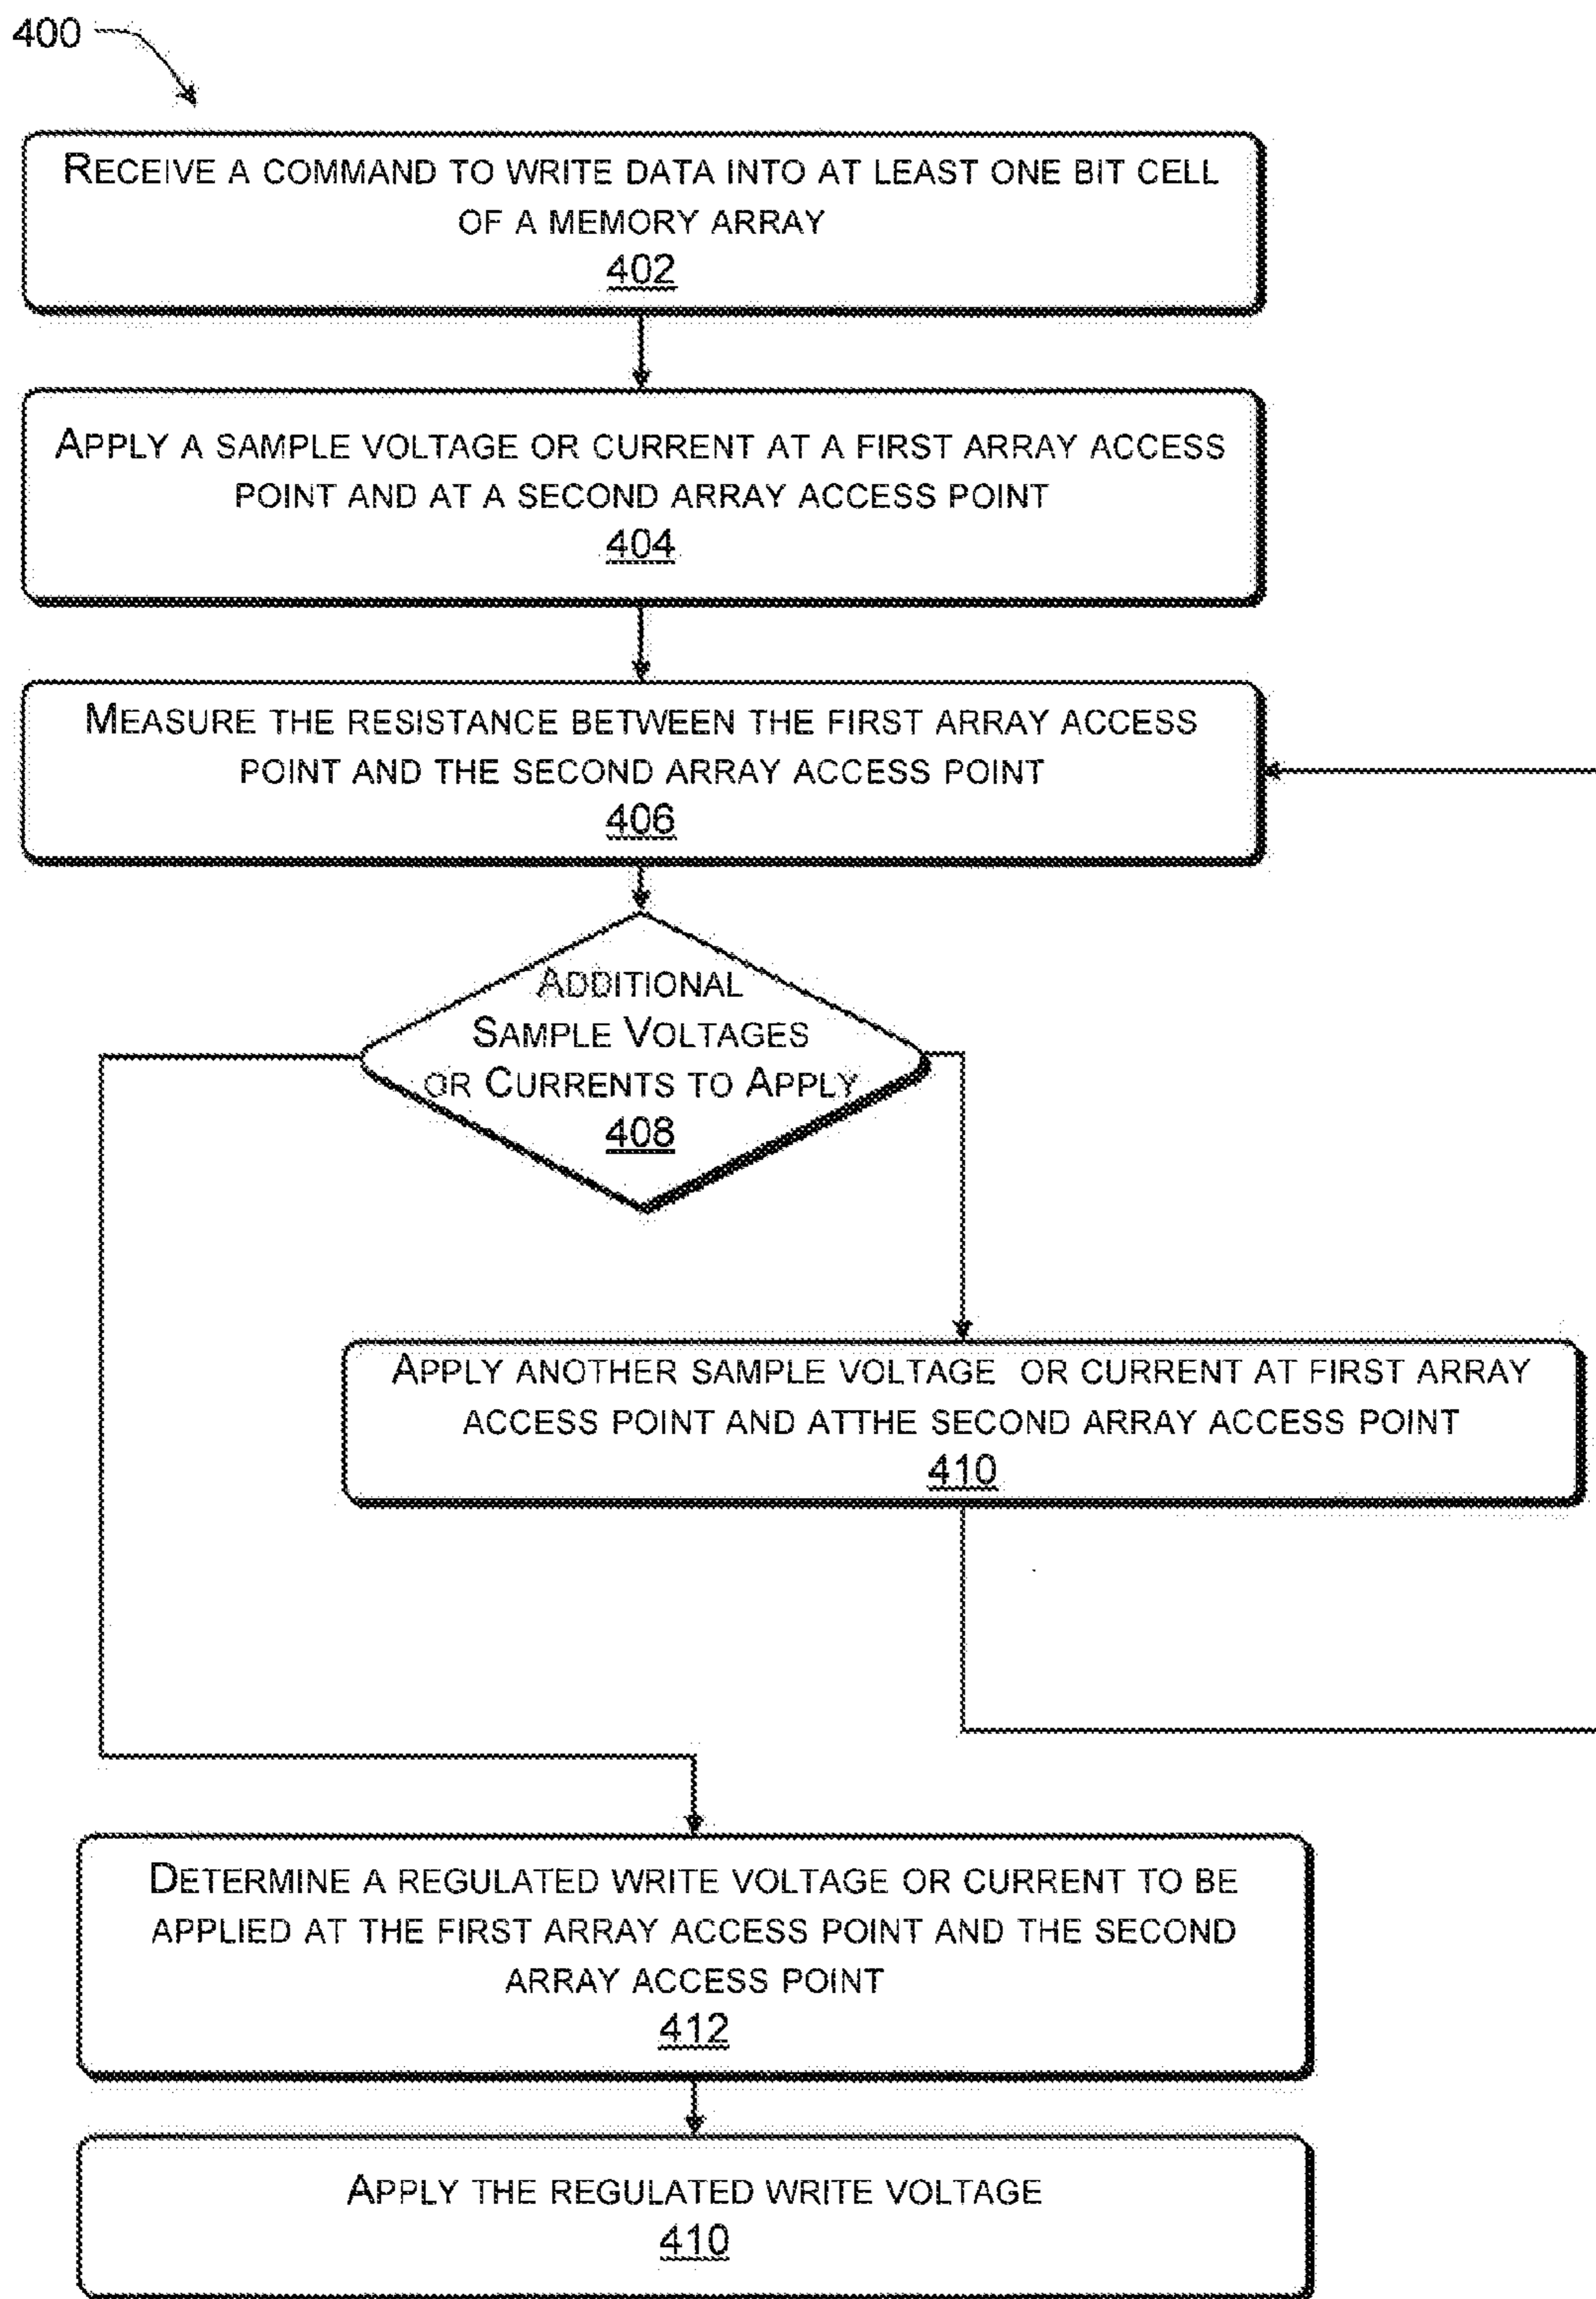 400
RECEIVE A COMMAND TO WRITE DATA INTO AT LEAST ONE BIT CELL
OF A MEMORY ARRAY
402
APPLY A SAMPLE VOLTAGE OR CURRENT AT A FIRST ARRAY ACCESS
POINT AND AT A SECOND ARRAY ACCESS POINT
404
MEASURE THE RESISTANCE BETWEEN THE FIRST ARRAY ACCESS
POINT AND THE SECOND ARRAY ACCESS POINT
406
ADDITIONAL
SAMPLE VOLTAGES
OR CURRENTS TO APPLY
408
APPLY ANOTHER SAMPLE VOLTAGE OR CURRENT AT FIRST ARRAY
ACCESS POINT AND ATTHE SECOND ARRAY ACCESS POINT
410
DETERMINE A REGULATED WRITE VOLTAGE OR CURRENT TO BE
APPLIED AT THE FIRST ARRAY ACCESS POINT AND THE SECOND
ARRAY ACCESS POINT
412
APPLY THE REGULATED WRITE VOLTAGE
410